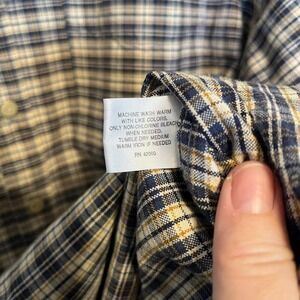 MACHINE WASH WARM
WITH LIKE COLORS.
ONLY NON-CHLORINE BLEACH
WHEN NEEDED.
TUMBLE DRY MEDIUM
WARM IRON IF NEEDED
RN